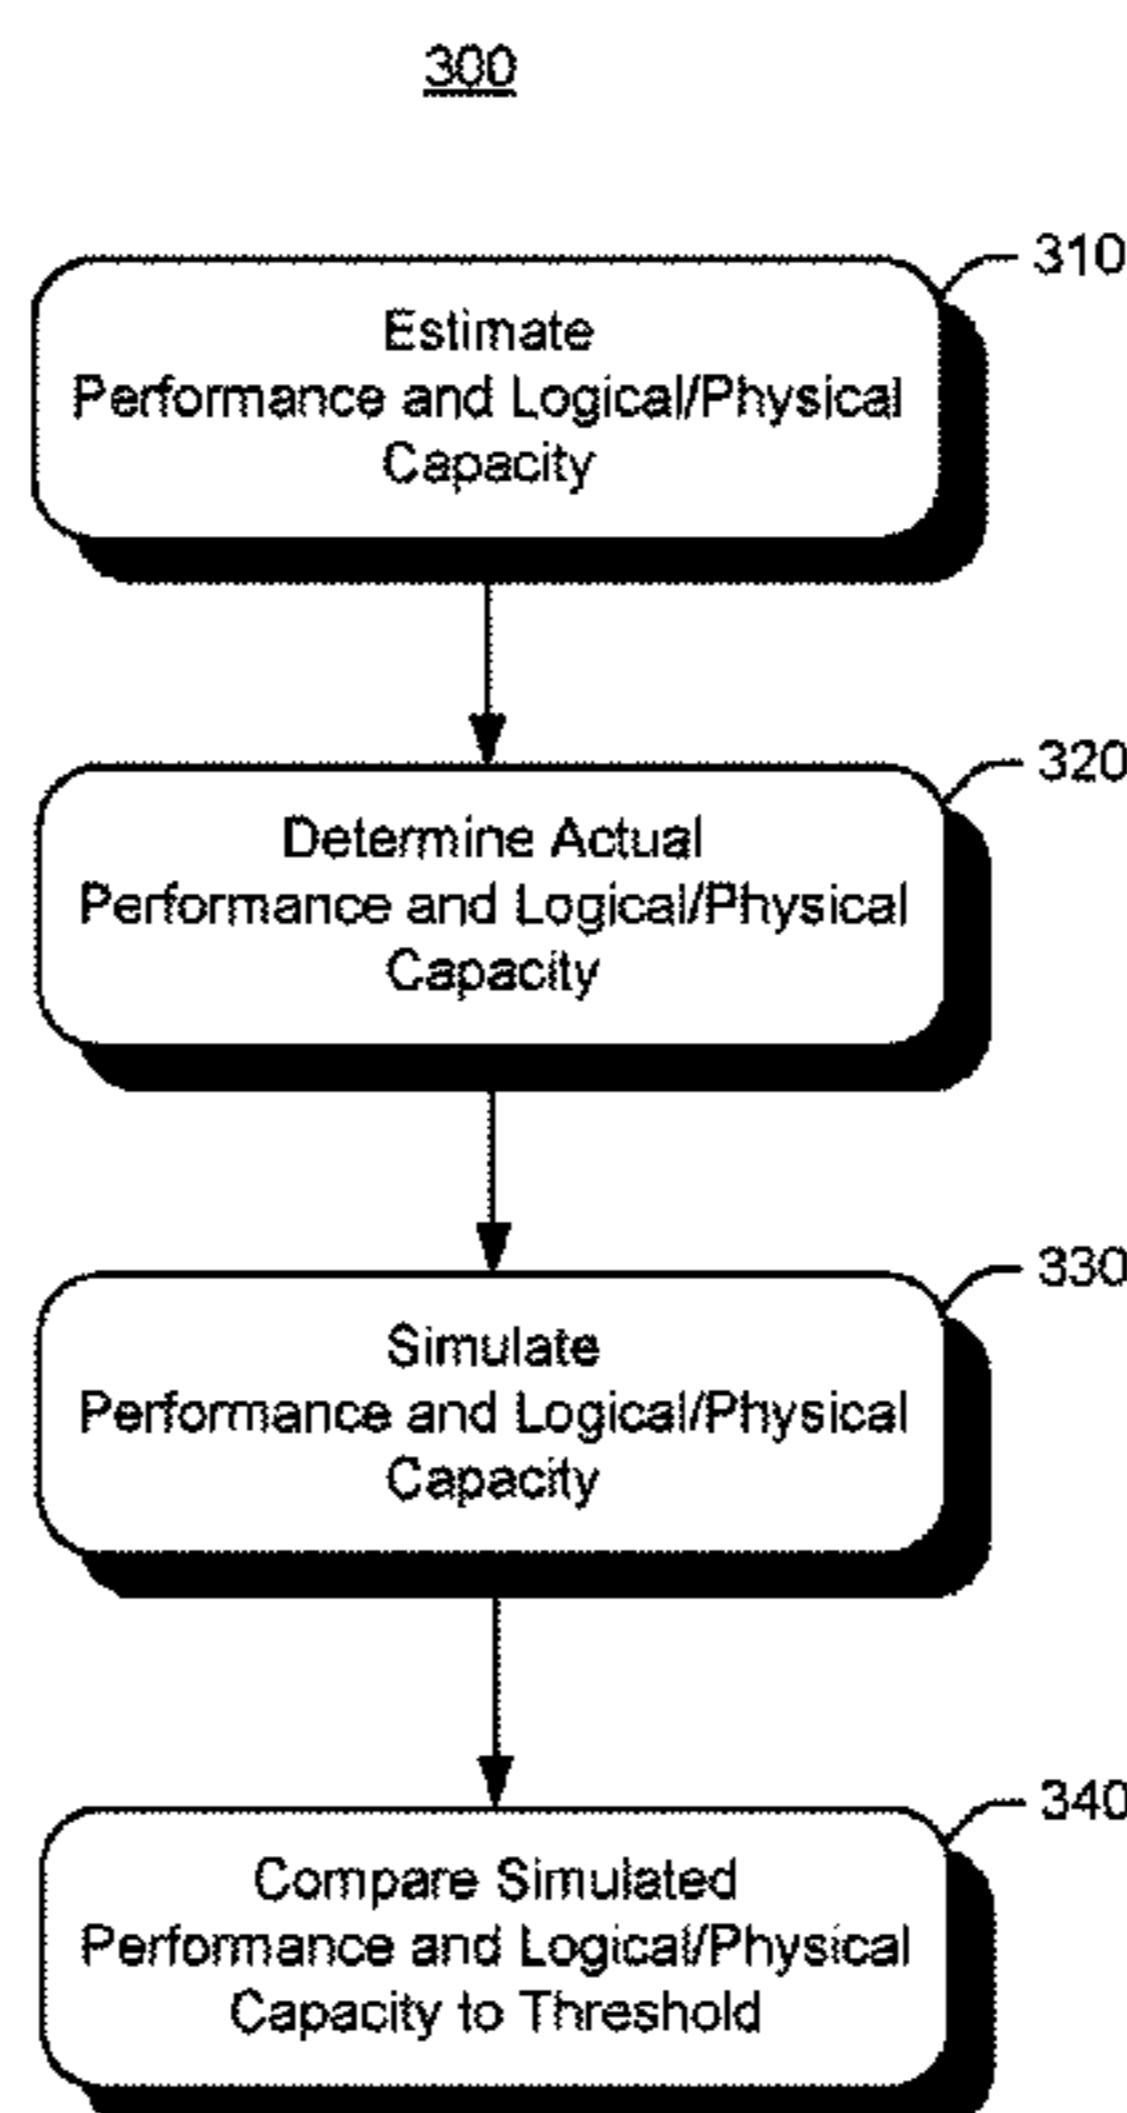 300
310
Estimate
Performance and Logical/Physical
Capacity
320
Determine Actual
Performance and Logical/Physical
Capacity
330
Simulate
Performance and Logical/Physical
Capacity
340
Compare Simulated
Performance and Logical/Physical
Capacity to Threshold